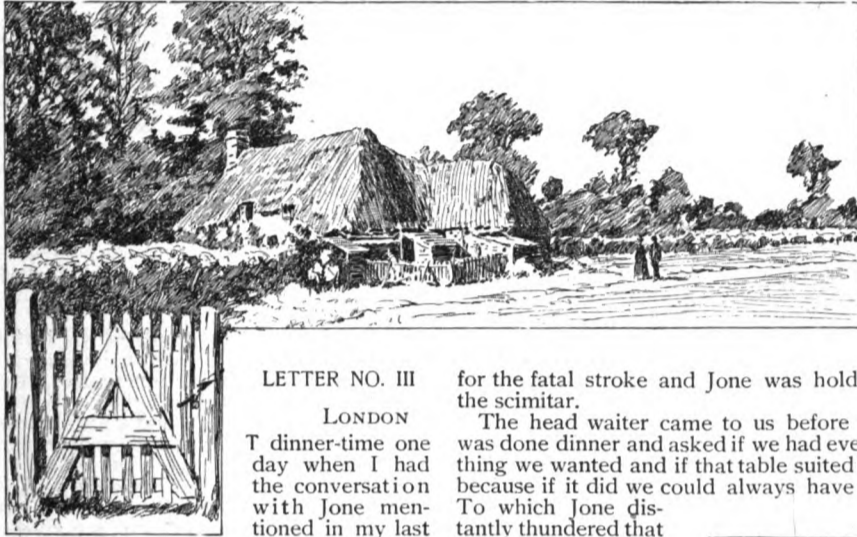 LETTER NO. III
LONDON
AT dinner-time one
day when I had
the conversation
with Jone men-
tioned in my last
for the fatal stroke and Jone was hold
the scimitar.
The head waiter came to us before
was done dinner and asked if we had eve
thing we wanted and if that table suited
because if it did we could always have
To which Jone dis-
tantly thundered that